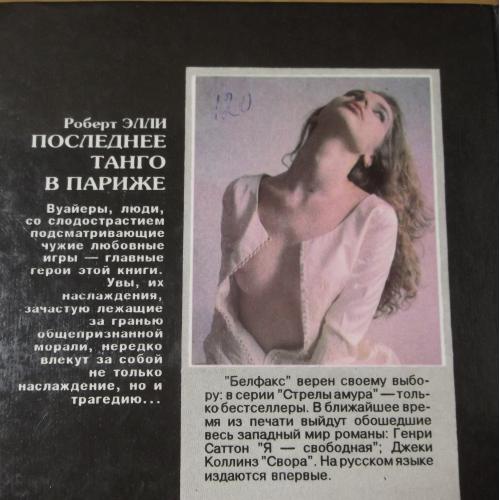 Роберт ЭЛЛИ
ПОСЛЕДНЕЕ
ТАНГО
В ПАРИЖЕ
Вуайеры, люди,
со слодострастием
подсматривающие
чужие любовные
игры — главные
герои этой книги.
Увы, их
наслаждения,
зачастую лежащие
за гранью
общепризнанной
морали, нередко
влекут за собой
не только
наслаждение, но и
трагедию...
120
"Белфакс" верен своему выбо-
ру: в серии "Стрелы амура" — толь-
ко бестселлеры. В ближайшее вре-
мя из печати выйдут обошедшие
весь западный мир романы: Генри
Саттон "Я — свободная"; Джеки
Коллинз "Свора". На русском языке
издаются впервые.